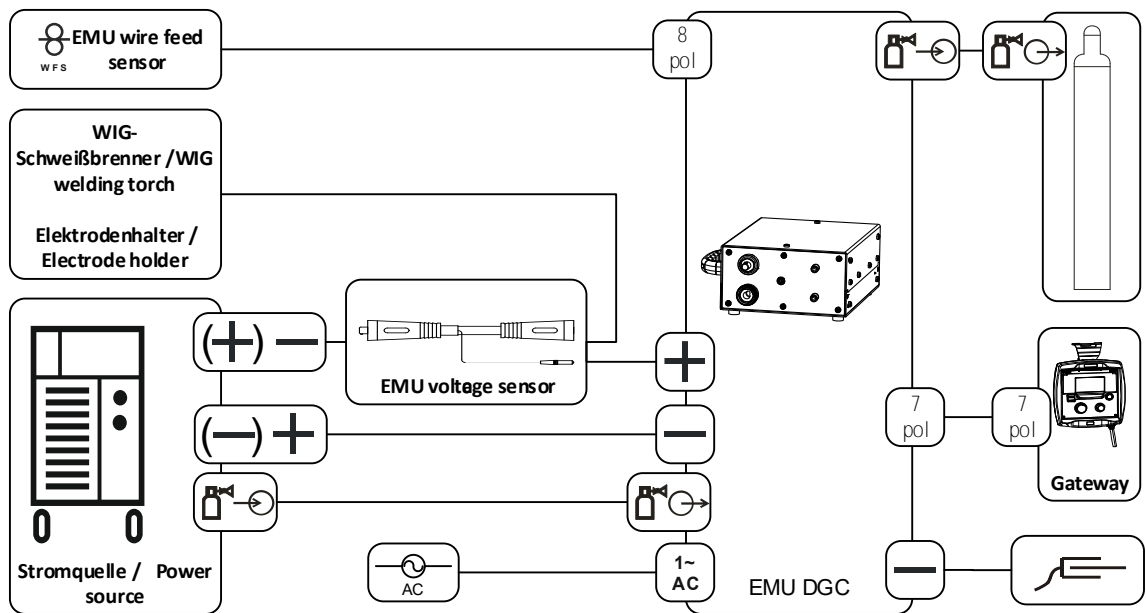 EMU wire feed
sensor
WFS
8
pol
WIG-
Schweißbrenner /WIG
welding torch
Elektrodenhalter /
Electrode holder
(+) −
EMU voltage sensor
+
(−) +
−
7
pol
7
pol
Gateway
Stromquelle / Power
source
AC
1~
AC
EMU DGC
−